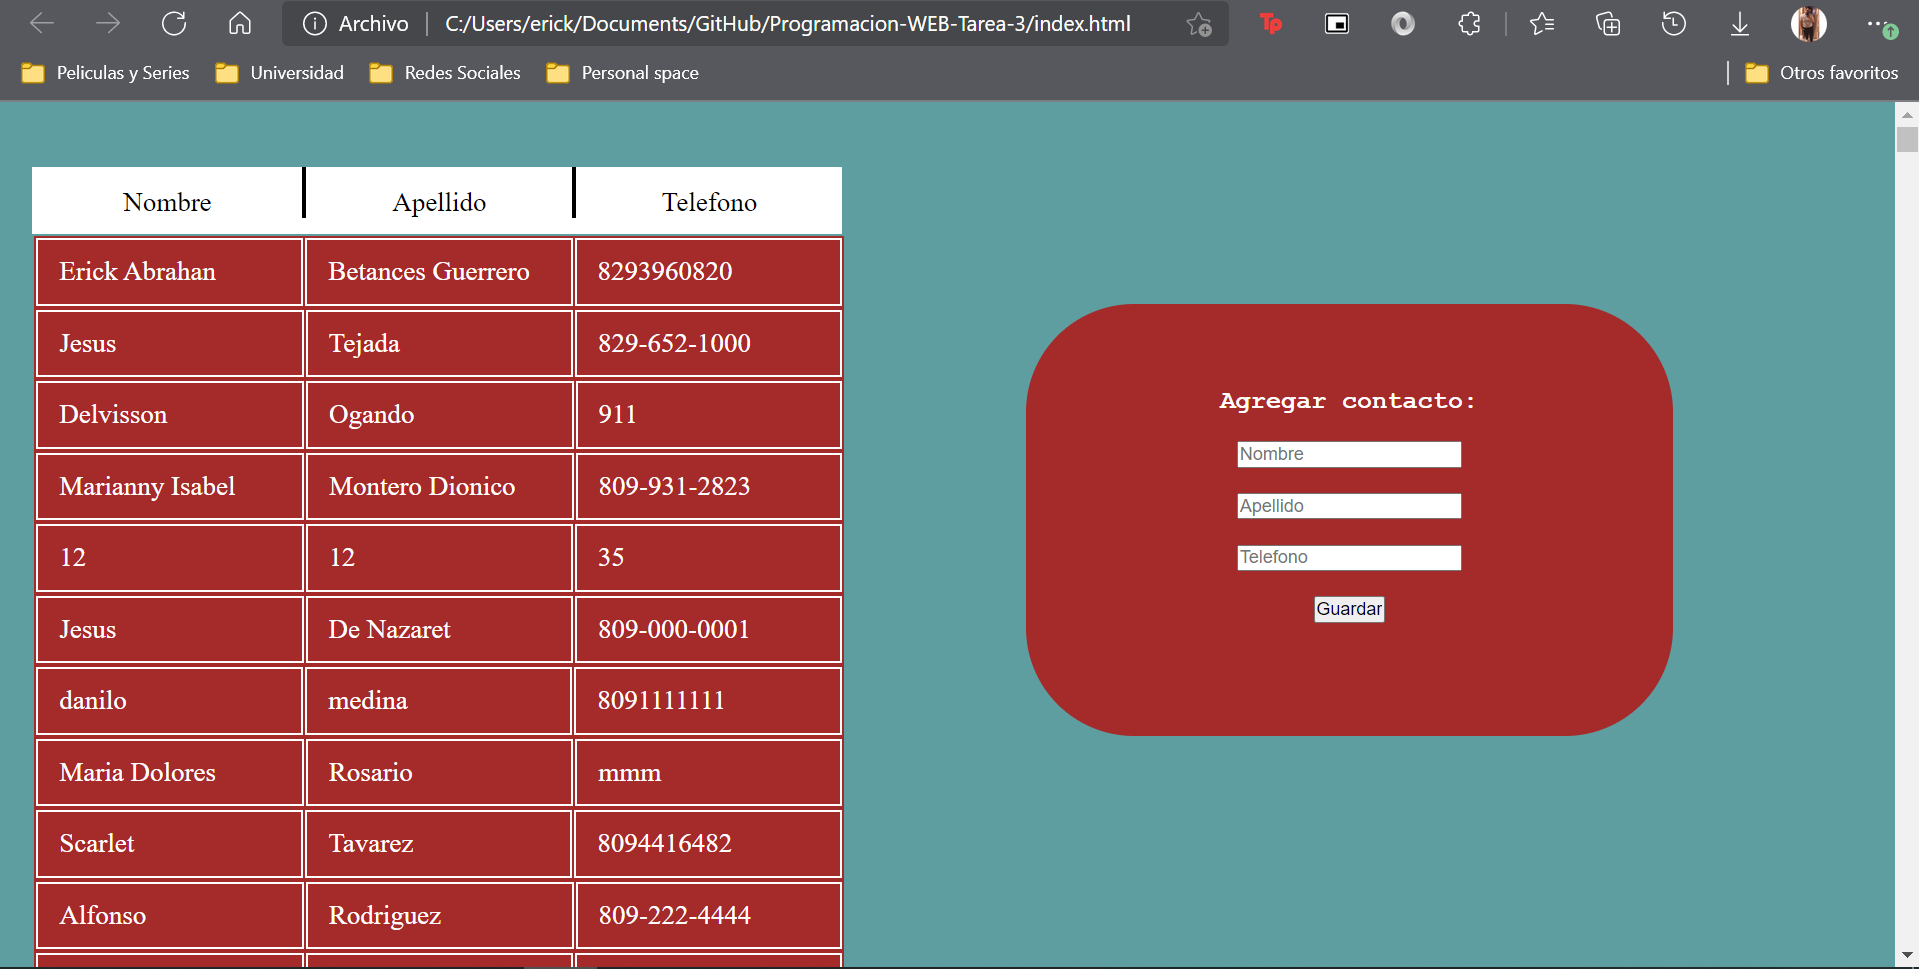 Archivo C:/Users/erick/Documents/GitHub/Programacion-WEB-Tarea-3/index.html Tp
Peliculas y Series Universidad Redes Sociales Personal space Otros favoritos
Nombre Apellido Telefono
Erick Abrahan Betances Guerrero 8293960820
Jesus Tejada 829-652-1000
Delvisson Ogando 911
Marianny Isabel Montero Dionico 809-931-2823
12 12 35
Jesus De Nazaret 809-000-0001
danilo medina 8091111111
Maria Dolores Rosario mmm
Scarlet Tavarez 8094416482
Alfonso Rodriguez 809-222-4444
Agregar contacto:
Nombre
Apellido
Telefono
Guardar